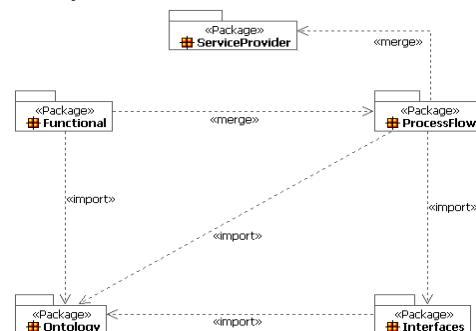 «Package»
ServiceProvider
«merge»
«Package»
Functional
«merge»
«Package»
ProcessFlow
«import»
«import»
«import»
«Package»
Ontology
«import»
«Package»
Interfaces